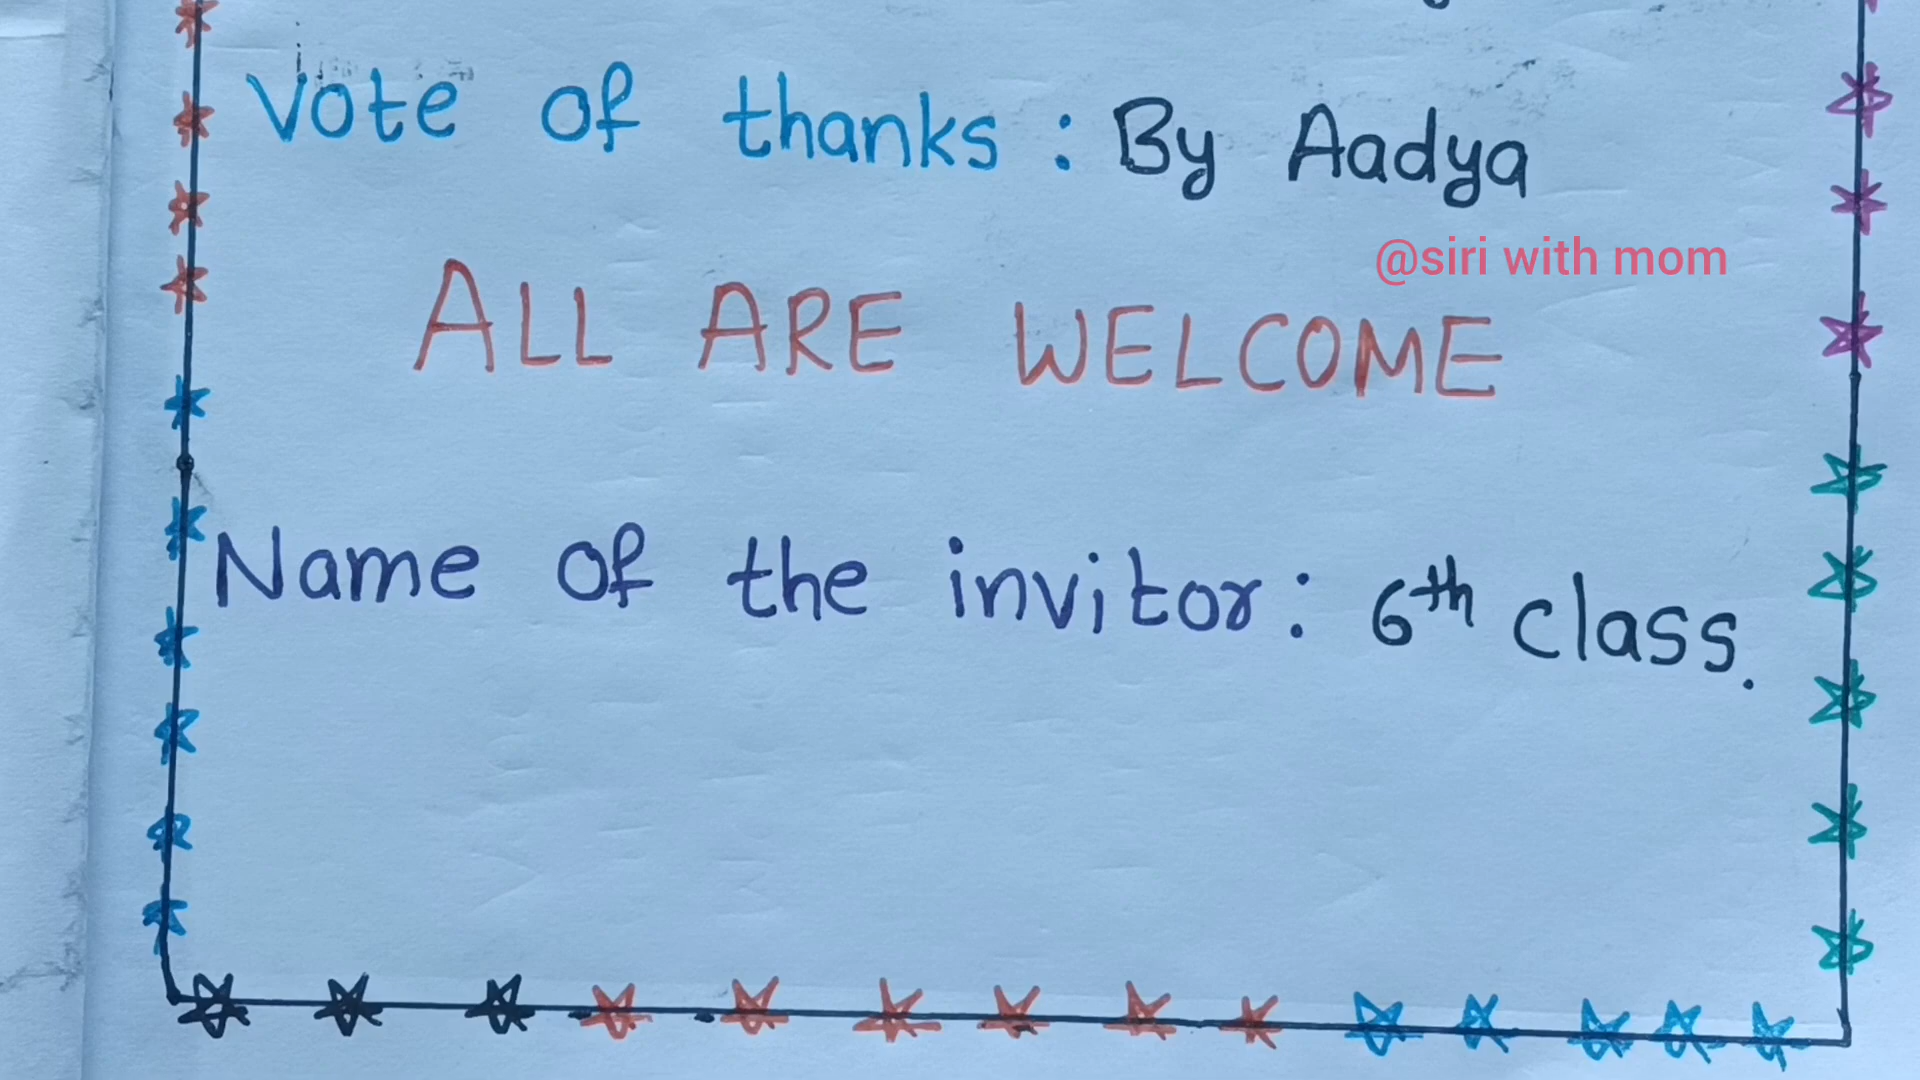 Vote of thanks : By Aadya
@siri with mom
ALL ARE WELCOME
Name of the invitor : 6th class.